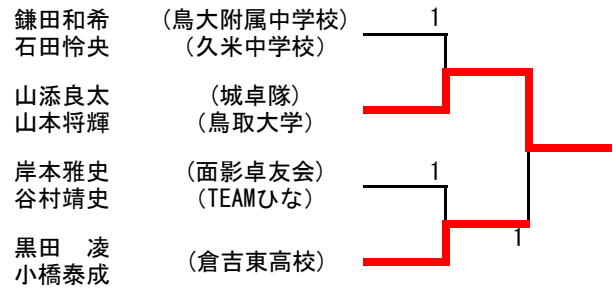 鎌田和希 (鳥大附属中学校) 1
石田怜央 (久米中学校)
山添良太 (城卓隊)
山本将輝 (鳥取大学)
岸本雅史 (面影卓友会) 1
谷村靖史 (TEAMひな)
黒田　凌 1
小橋泰成 (倉吉東高校)